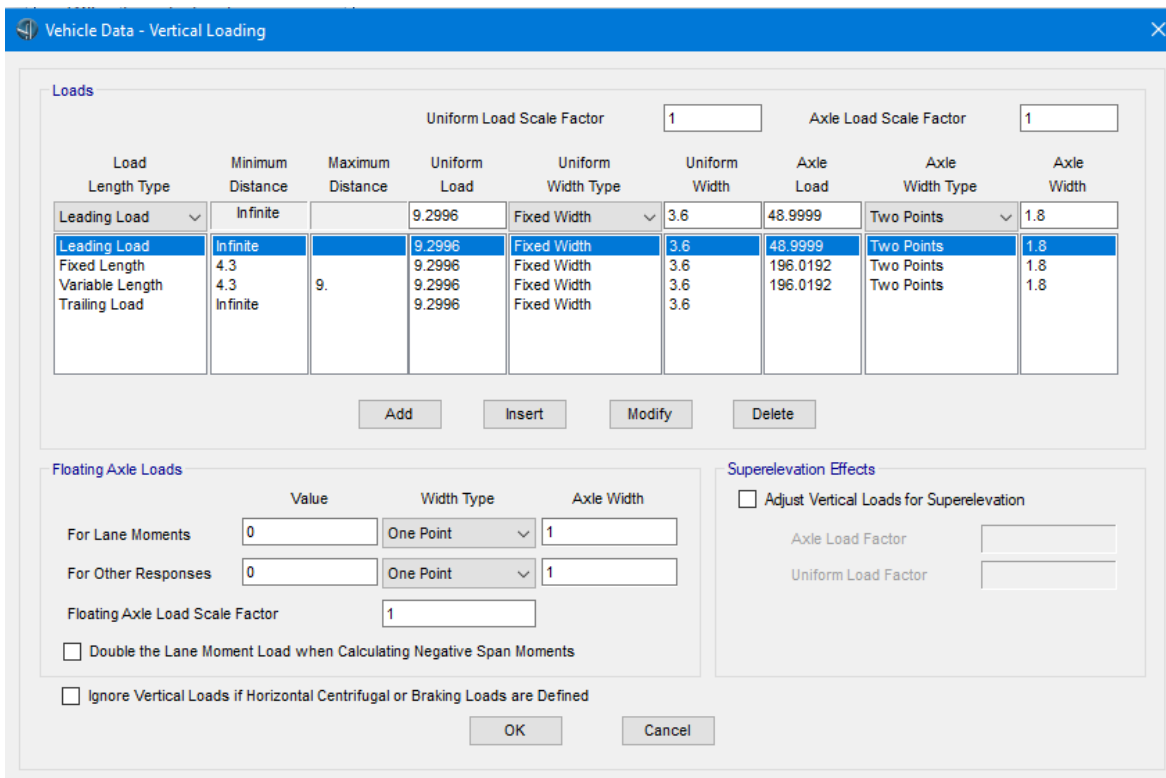 Vehicle Data - Vertical Loading
Loads
Uniform Load Scale Factor 1 Axle Load Scale Factor 1
Load Minimum Maximum Uniform Uniform Uniform Axle Axle Axle
Length Type Distance Distance Load Width Type Width Load Width Type Width
Leading Load Infinite 9.2996 Fixed Width 3.6 48.9999 Two Points 1.8
Leading Load Infinite 9.2996 Fixed Width 3.6 48.9999 Two Points 1.8
Fixed Length 4.3 9.2996 Fixed Width 3.6 196.0192 Two Points 1.8
Variable Length 4.3 9. 9.2996 Fixed Width 3.6 196.0192 Two Points 1.8
Trailing Load Infinite 9.2996 Fixed Width 3.6
Add Insert Modify Delete
Floating Axle Loads
Value Width Type Axle Width
For Lane Moments 0 One Point 1
For Other Responses 0 One Point 1
Floating Axle Load Scale Factor 1
Double the Lane Moment Load when Calculating Negative Span Moments
Superelevation Effects
Adjust Vertical Loads for Superelevation
Axle Load Factor
Uniform Load Factor
Ignore Vertical Loads if Horizontal Centrifugal or Braking Loads are Defined
OK Cancel